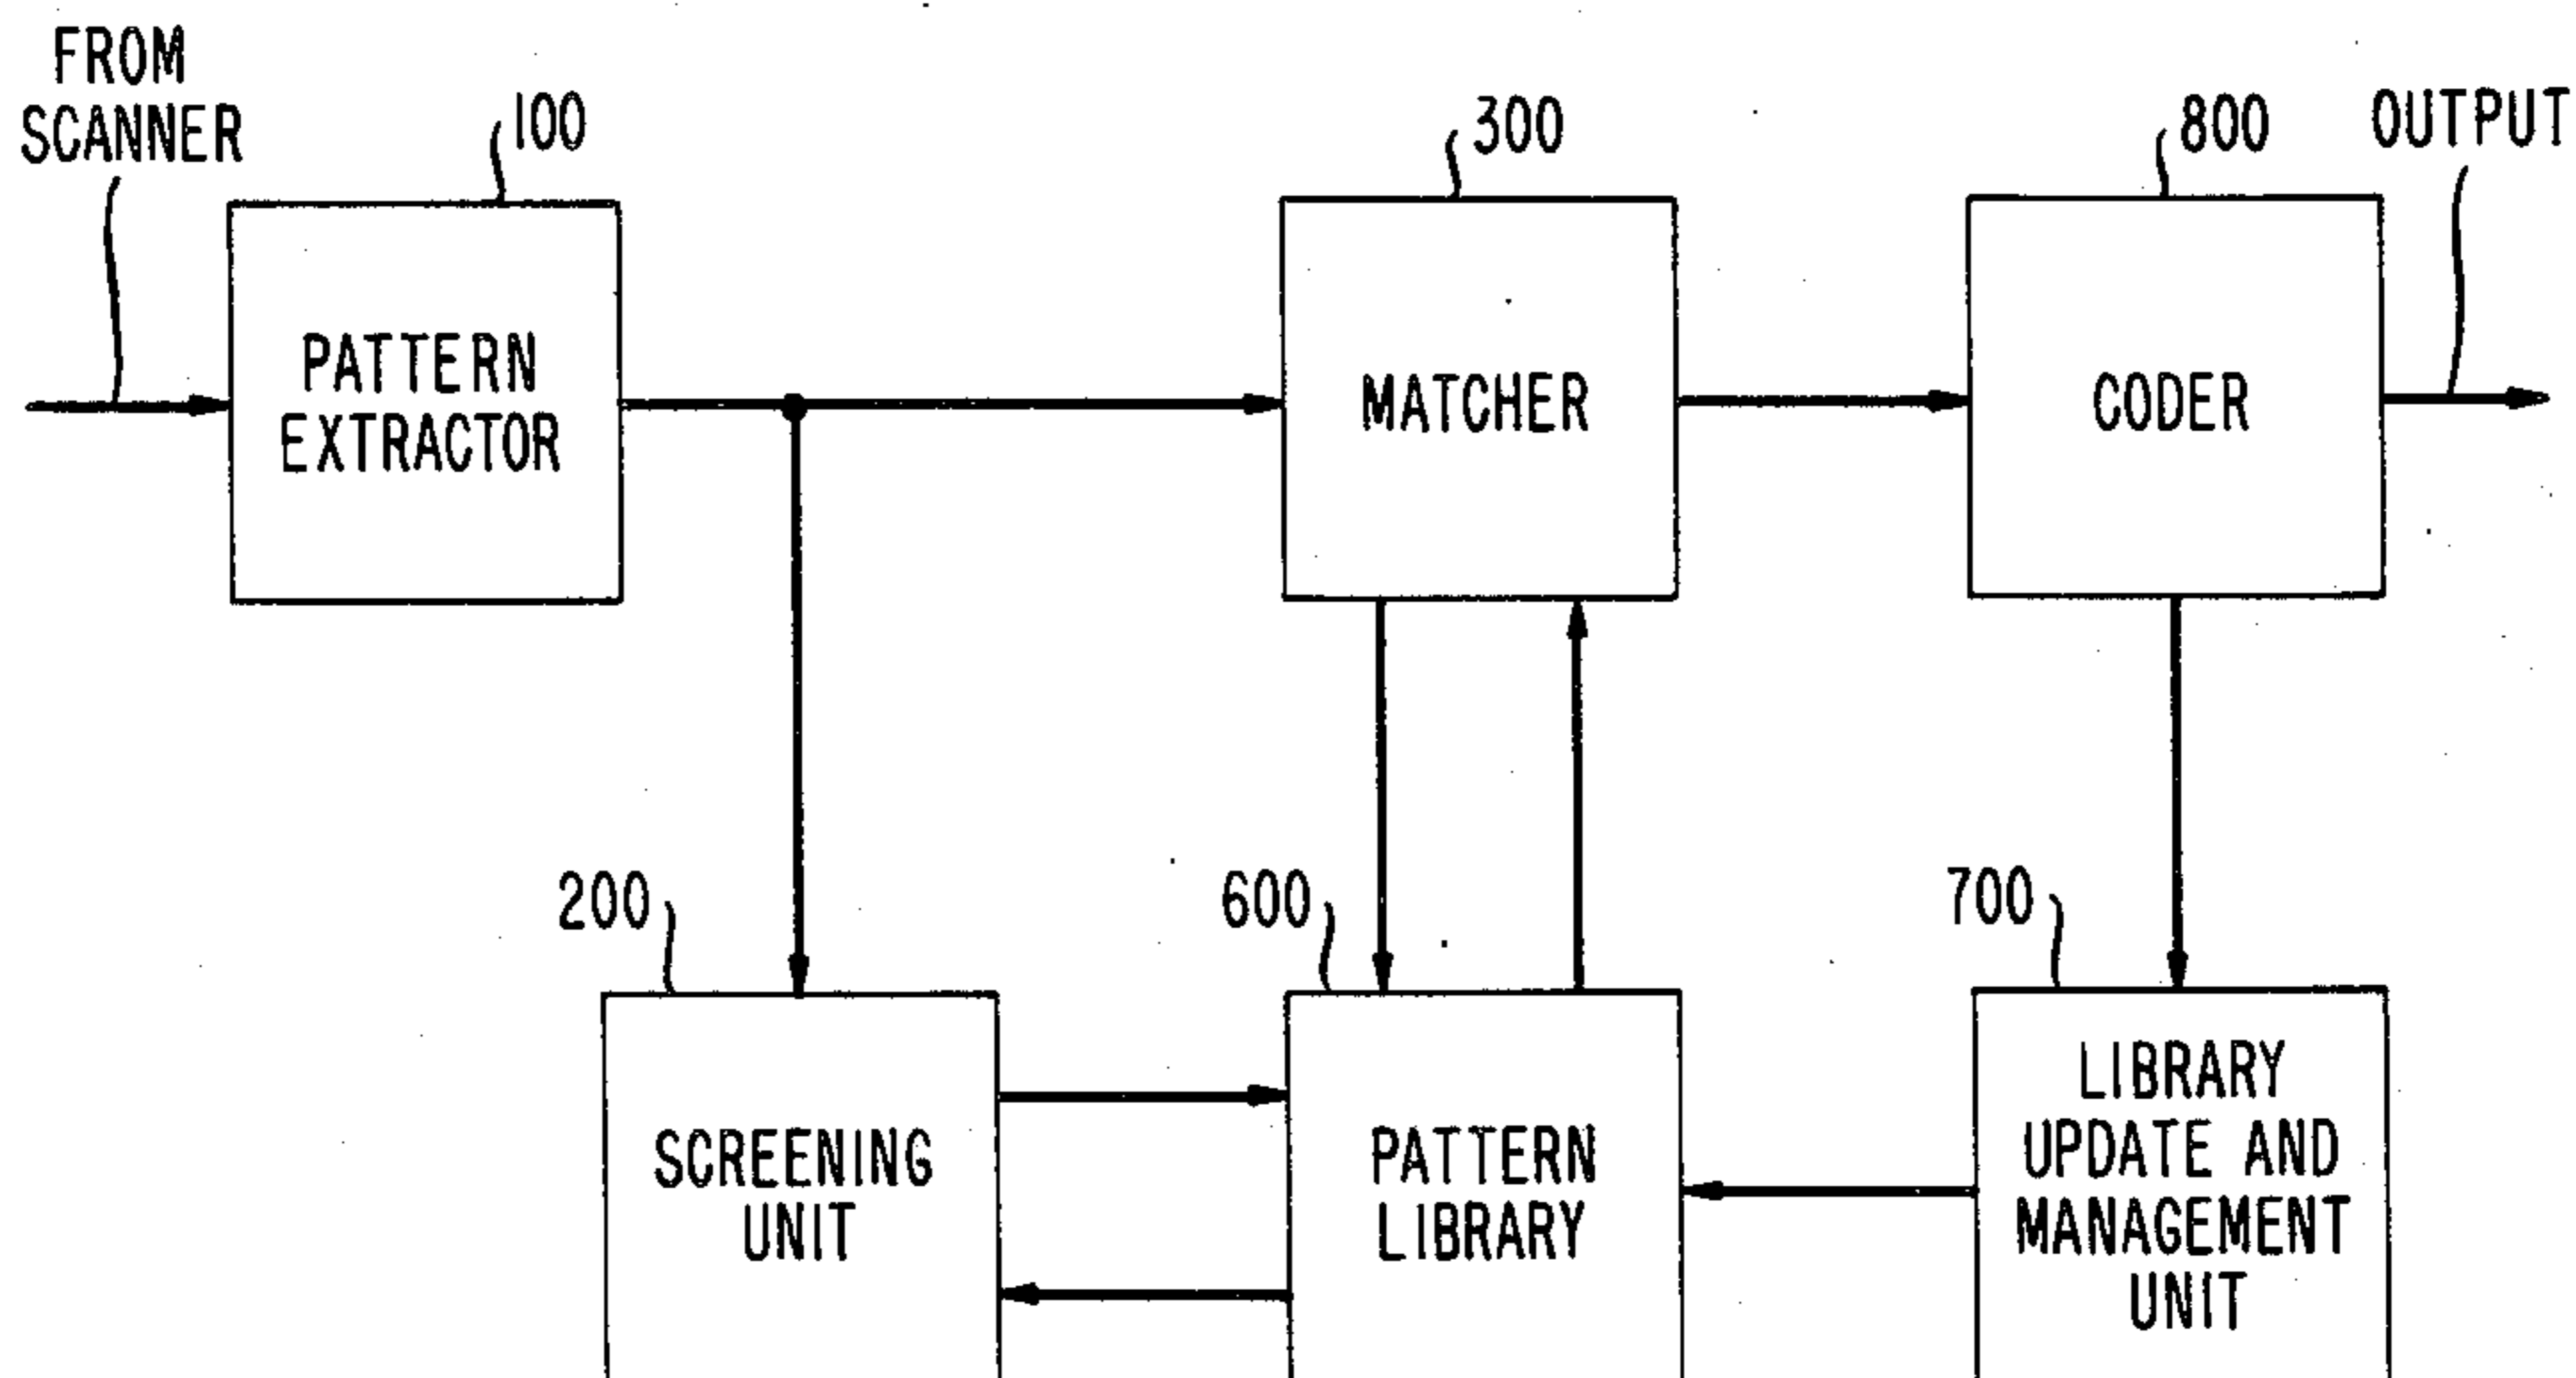 FROM
SCANNER
100
300
800
OUTPUT
PATTERN
EXTRACTOR
MATCHER
CODER
200
600
700
SCREENING
UNIT
PATTERN
LIBRARY
LIBRARY
UPDATE AND
MANAGEMENT
UNIT